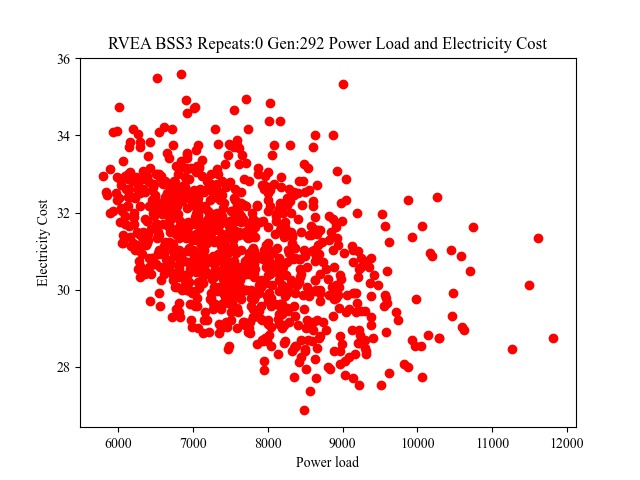 RVEA BSS3 Repeats:0 Gen:292 Power Load and Electricity Cost
36
34
32
30
28
Electricity Cost
6000 7000 8000 9000 10000 11000 12000
Power load